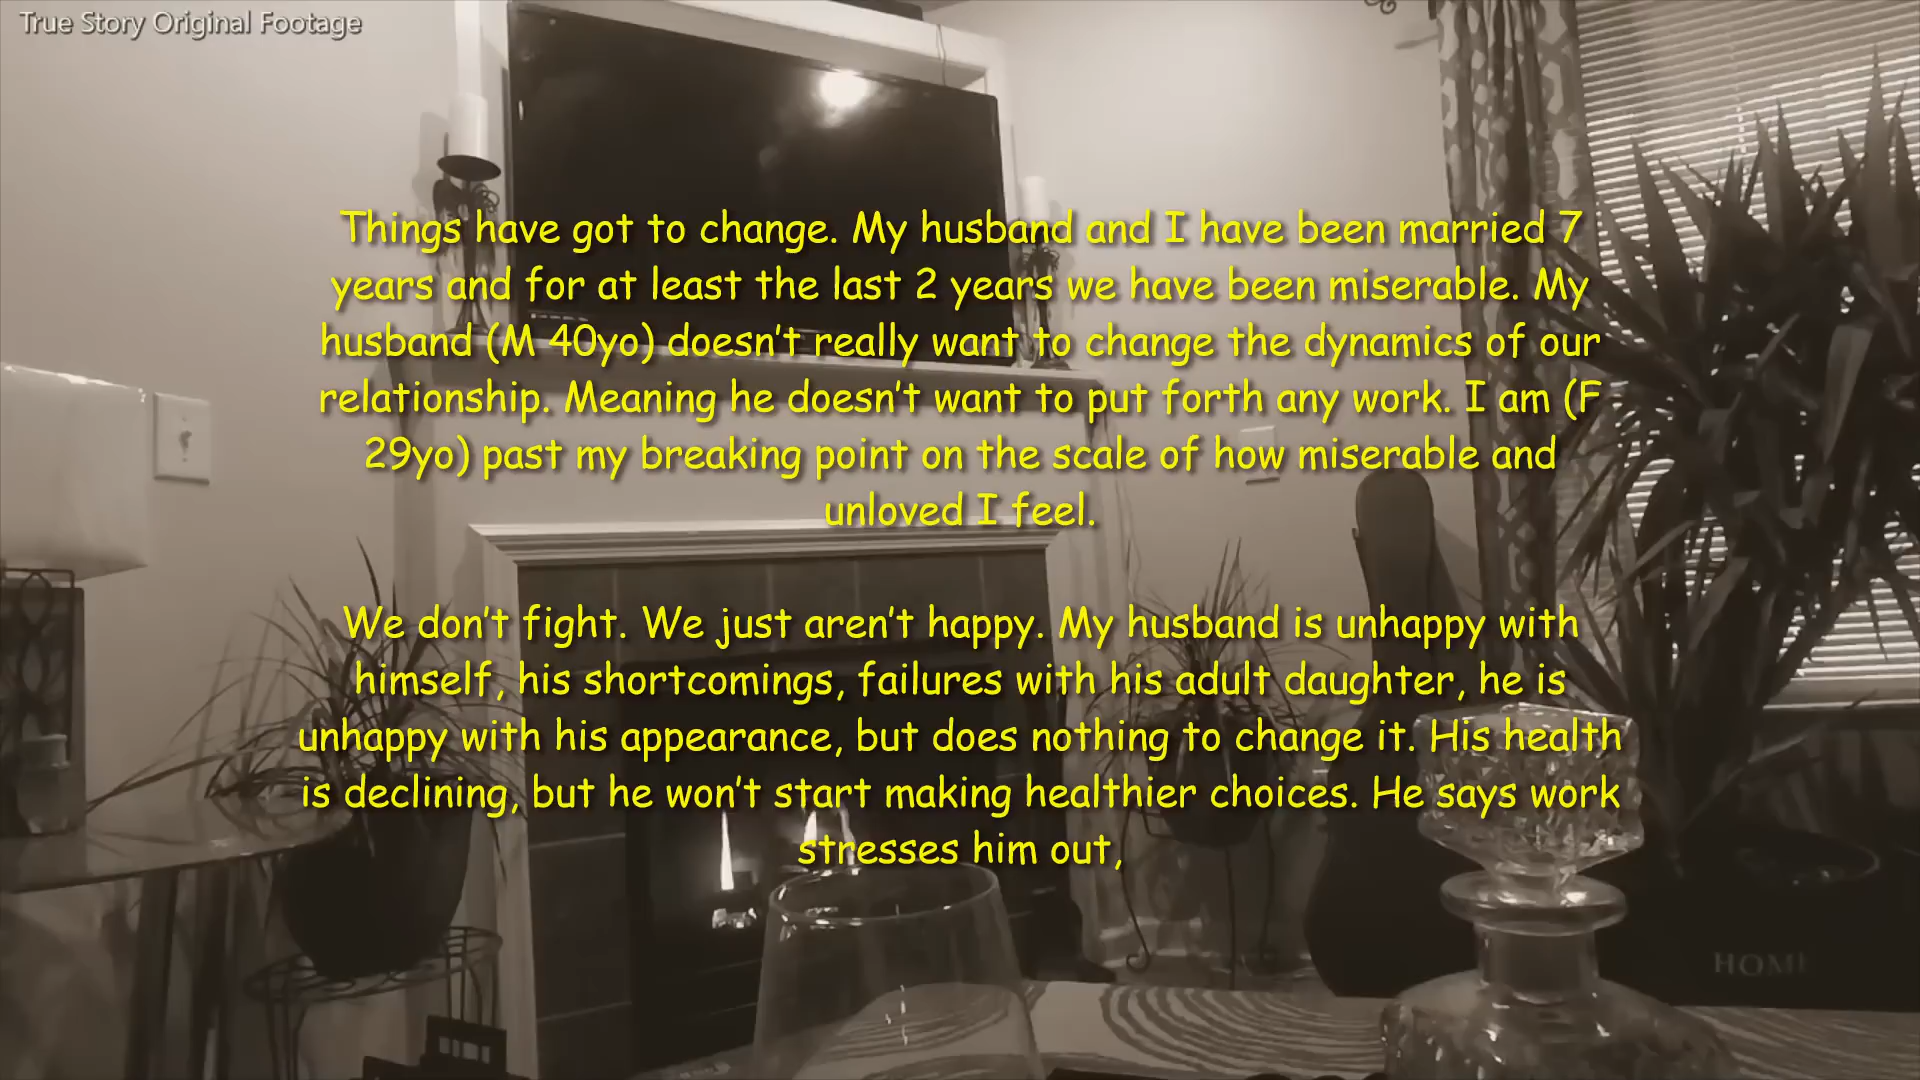 True Story Original Footage
Things have got to change. My husband and I have been married 7
years and for at least the last 2 years we have been miserable. My
husband (M 40yo) doesn't really want to change the dynamics of our
relationship. Meaning he doesn't want to put forth any work. I am (F
29yo) past my breaking point on the scale of how miserable and
unloved I feel.
We don't fight. We just aren't happy. My husband is unhappy with
himself, his shortcomings, failures with his adult daughter, he is
unhappy with his appearance, but does nothing to change it. His health
is declining, but he won't start making healthier choices. He says work
stresses him out,
HOME